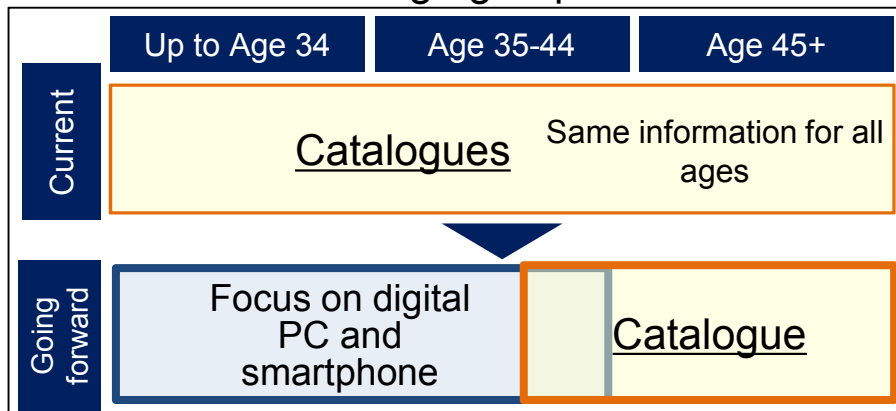 Up to Age 34
Age 35-44
Age 45+
Current
Catalogues
Same information for all
ages
Going
forward
Focus on digital
PC and
smartphone
Catalogue